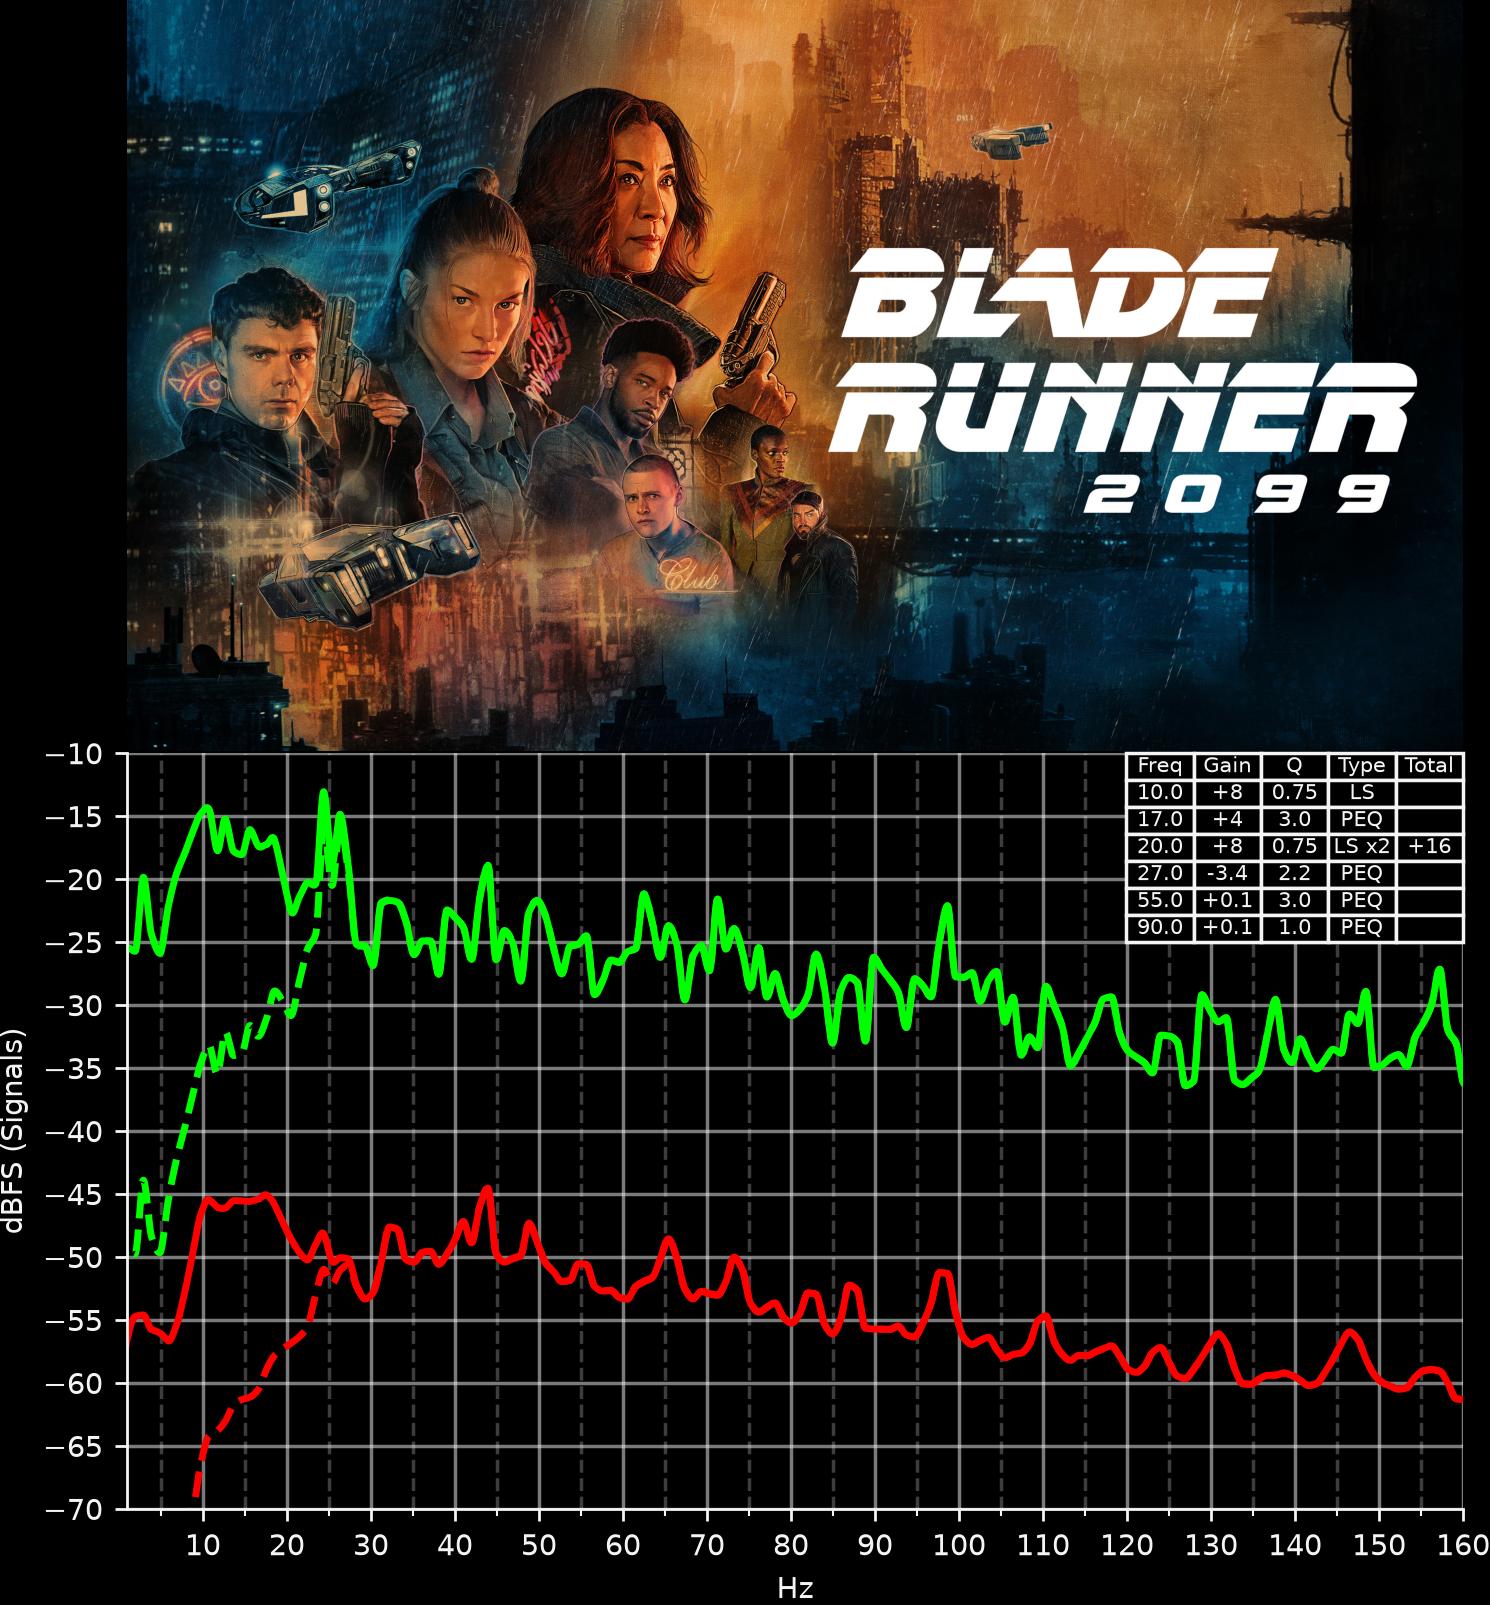 BLADE
RUNNER
2099
Club
Freq Gain Q Type Total
10.0 +8 0.75 LS
17.0 +4 3.0 PEQ
20.0 +8 0.75 LS x2 +16
27.0 -3.4 2.2 PEQ
55.0 +0.1 3.0 PEQ
90.0 +0.1 1.0 PEQ
−10
−15
−20
−25
−30
−35
−40
−45
−50
−55
−60
−65
−70
dBFS (Signals)
10 20 30 40 50 60 70 80 90 100 110 120 130 140 150 160
Hz